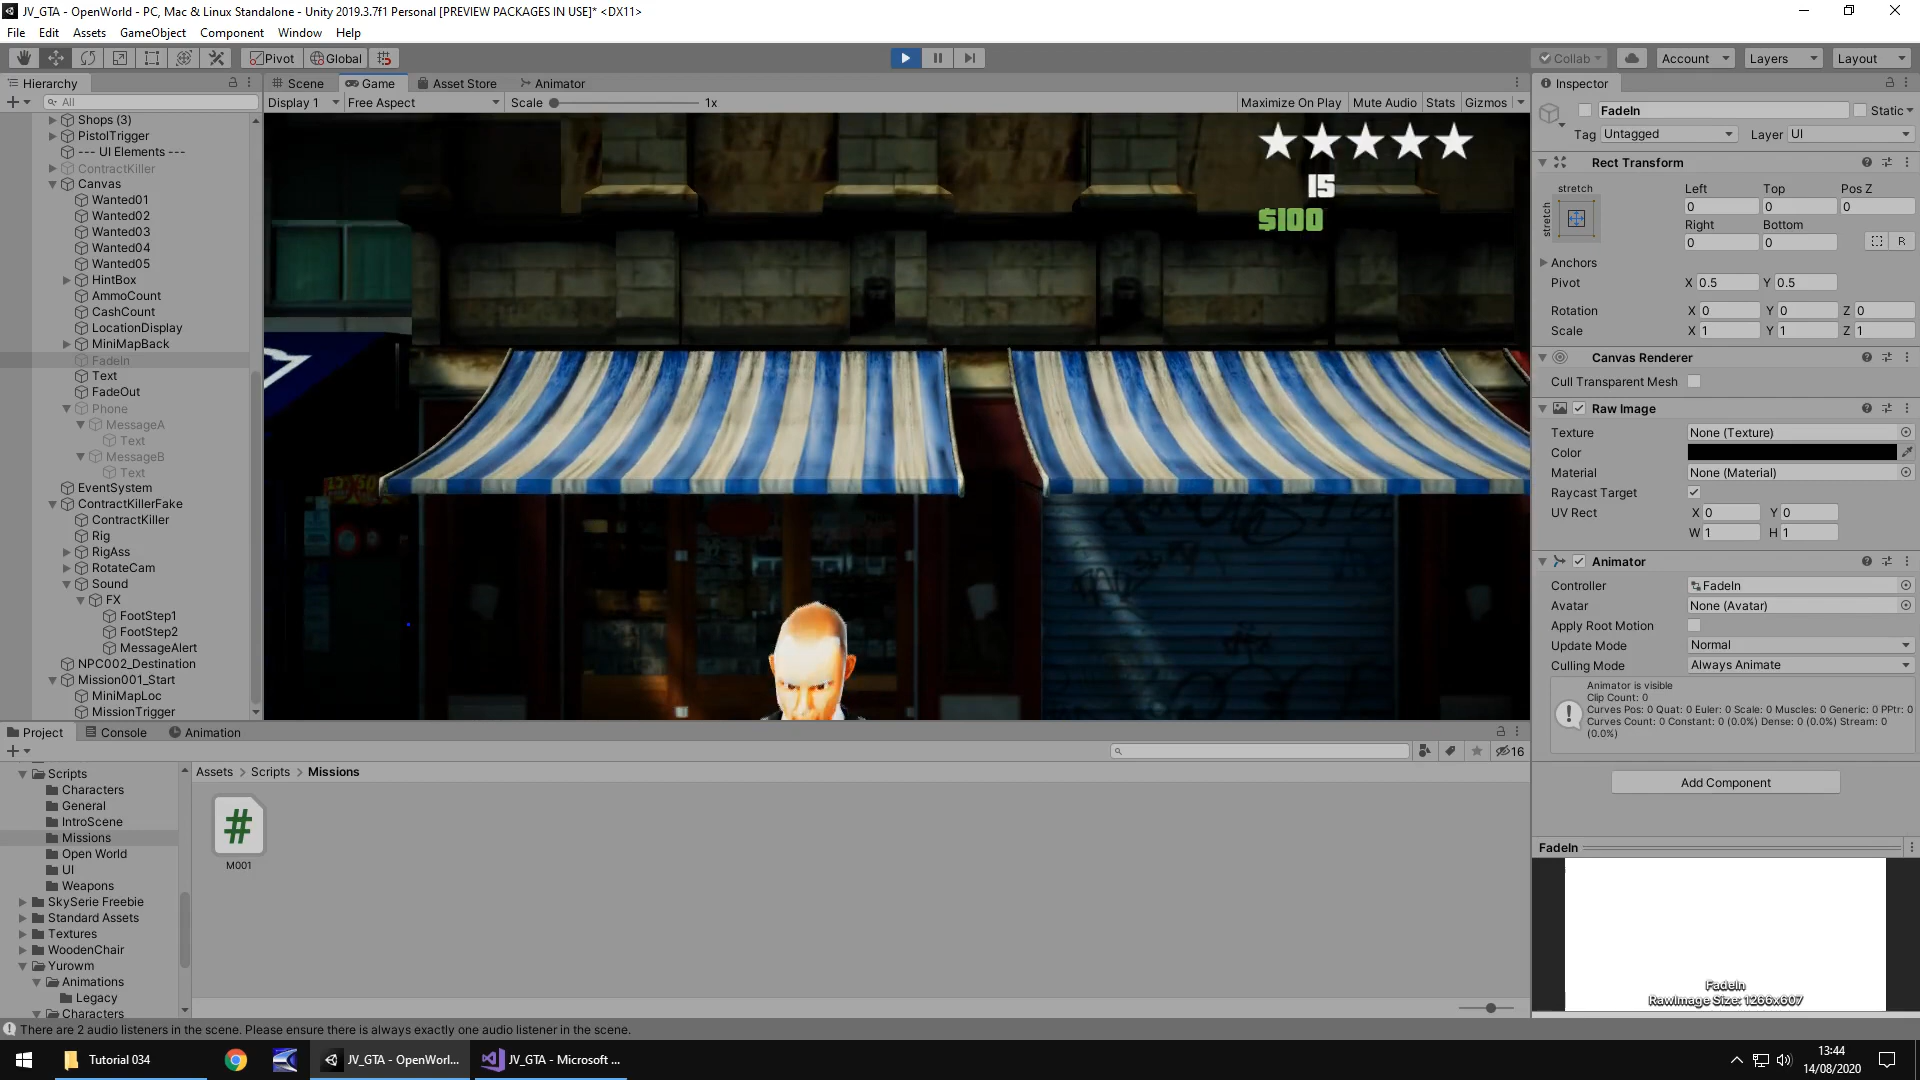 JV_GTA - OpenWorld - PC, Mac & Linux Standalone - Unity 2019.3.7f1 Personal [PREVIEW PACKAGES IN USE]* <DX11>
File Edit Assets GameObject Component Window Help
Pivot Global Collab Account Layers Layout
Hierarchy
All
Shops (3)
PistolTrigger
--- UI Elements ---
ContractKiller
Canvas
Wanted01
Wanted02
Wanted03
Wanted04
Wanted05
HintBox
AmmoCount
CashCount
LocationDisplay
MiniMapBack
FadeIn
Text
FadeOut
Phone
MessageA
Text
MessageB
Text
EventSystem
ContractKillerFake
ContractKiller
Rig
RigAss
RotateCam
Sound
FX
FootStep1
FootStep2
MessageAlert
NPC002_Destination
Mission001_Start
MiniMapLoc
MissionTrigger
Scene Game Asset Store Animator
Display 1 Free Aspect Scale 1x Maximize On Play Mute Audio Stats Gizmos
15
$100
Inspector
FadeIn Static
Tag Untagged Layer UI
Rect Transform
stretch
stretch
Left Top Pos Z
0 0 0
Right Bottom
0 0 R
Anchors
Pivot X 0.5 Y 0.5
Rotation X 0 Y 0 Z 0
Scale X 1 Y 1 Z 1
Canvas Renderer
Cull Transparent Mesh
Raw Image
Texture None (Texture)
Color
Material None (Material)
Raycast Target
UV Rect X 0 Y 0
W 1 H 1
Animator
Controller FadeIn
Avatar None (Avatar)
Apply Root Motion
Update Mode Normal
Culling Mode Always Animate
Animator is visible
Clip Count: 0
Curves Pos: 0 Quat: 0 Euler: 0 Scale: 0 Muscles: 0 Generic: 0 PPtr: 0
Curves Count: 0 Constant: 0 (0.0%) Dense: 0 (0.0%) Stream: 0
(0.0%)
Add Component
FadeIn
FadeIn
RawImage Size: 1266x607
Project Console Animation
16
Scripts
Characters
General
IntroScene
Missions
Open World
UI
Weapons
SkySerie Freebie
Standard Assets
Textures
WoodenChair
Yurowm
Animations
Legacy
Characters
Assets > Scripts > Missions
#
M001
There are 2 audio listeners in the scene. Please ensure there is always exactly one audio listener in the scene.
Tutorial 034
JV_GTA - OpenWorl...
JV_GTA - Microsoft ...
13:44
14/08/2020